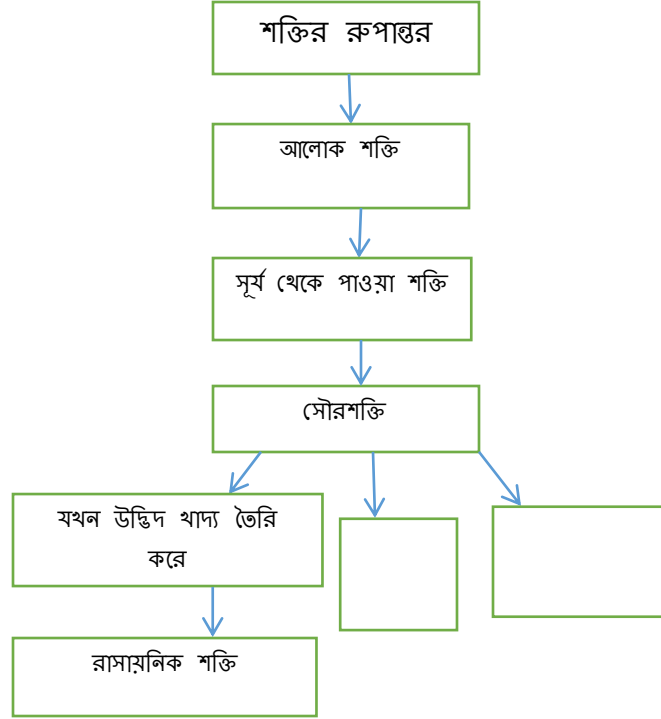 শক্তির রুপান্তর
আলোক শক্তি
সূর্য থেকে পাওয়া শক্তি
সৌরশক্তি
যখন উদ্ভিদ খাদ্য তৈরি
করে
রাসায়নিক শক্তি